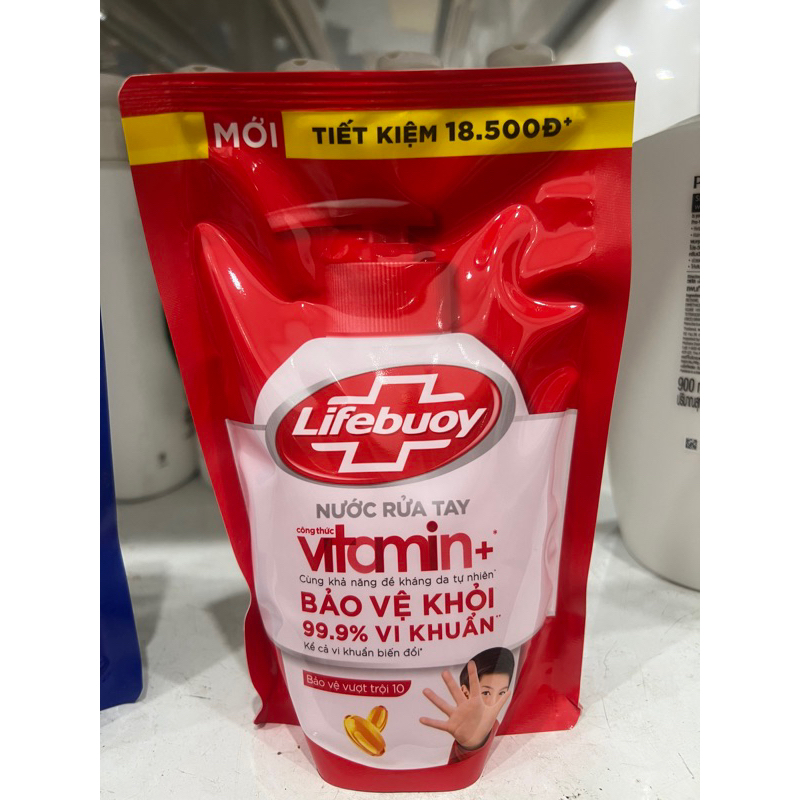 MỚI TIẾT KIỆM 18.500Đ+
Lifebuoy
NƯỚC RỬA TAY
công thức
vitamin+*
Cùng khả năng đề kháng da tự nhiên^
BẢO VỆ KHỎI
99.9% VI KHUẨN**
Kể cả vi khuẩn biến đổi*
Bảo vệ vượt trội 10
900